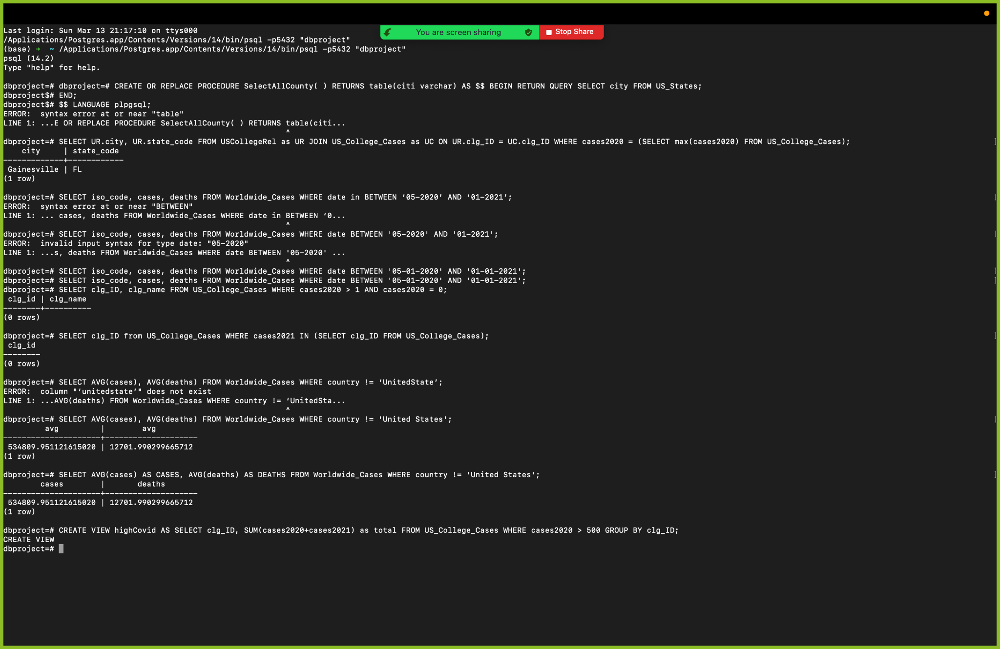 You are screen sharing
Stop Share
Last login: Sun Mar 13 21:17:10 on ttys000
/Applications/Postgres.app/Contents/Versions/14/bin/psql -p5432 "dbproject"
(base) ➜  ~ /Applications/Postgres.app/Contents/Versions/14/bin/psql -p5432 "dbproject"
psql (14.2)
Type "help" for help.
dbproject=# dbproject=# CREATE OR REPLACE PROCEDURE SelectAllCounty( ) RETURNS table(citi varchar) AS $$ BEGIN RETURN QUERY SELECT city FROM US_States;
dbproject$# END;
dbproject$# $$ LANGUAGE plpgsql;
ERROR:  syntax error at or near "table"
LINE 1: ...E OR REPLACE PROCEDURE SelectAllCounty( ) RETURNS table(citi...
^
dbproject=# SELECT UR.city, UR.state_code FROM USCollegeRel as UR JOIN US_College_Cases as UC ON UR.clg_ID = UC.clg_ID WHERE cases2020 = (SELECT max(cases2020) FROM US_College_Cases);
city     | state_code
-------------+------------
Gainesville | FL
(1 row)
dbproject=# SELECT iso_code, cases, deaths FROM Worldwide_Cases WHERE date in BETWEEN ‘05-2020’ AND ‘01-2021’;
ERROR:  syntax error at or near "BETWEEN"
LINE 1: ... cases, deaths FROM Worldwide_Cases WHERE date in BETWEEN ‘0...
^
dbproject=# SELECT iso_code, cases, deaths FROM Worldwide_Cases WHERE date BETWEEN '05-2020' AND '01-2021';
ERROR:  invalid input syntax for type date: "05-2020"
LINE 1: ...s, deaths FROM Worldwide_Cases WHERE date BETWEEN '05-2020' ...
^
dbproject=# SELECT iso_code, cases, deaths FROM Worldwide_Cases WHERE date BETWEEN '05-01-2020' AND '01-01-2021';
dbproject=# SELECT iso_code, cases, deaths FROM Worldwide_Cases WHERE date BETWEEN '05-01-2020' AND '01-01-2021';
dbproject=# SELECT clg_ID, clg_name FROM US_College_Cases WHERE cases2020 > 1 AND cases2020 = 0;
clg_id | clg_name
--------+----------
(0 rows)
dbproject=# SELECT clg_ID from US_College_Cases WHERE cases2021 IN (SELECT clg_ID FROM US_College_Cases);
clg_id
--------
(0 rows)
dbproject=# SELECT AVG(cases), AVG(deaths) FROM Worldwide_Cases WHERE country != ‘UnitedState’;
ERROR:  column "‘unitedstate’" does not exist
LINE 1: ...AVG(deaths) FROM Worldwide_Cases WHERE country != ‘UnitedSta...
^
dbproject=# SELECT AVG(cases), AVG(deaths) FROM Worldwide_Cases WHERE country != 'United States';
avg         |        avg
---------------------+--------------------
534809.951121615020 | 12701.990299665712
(1 row)
dbproject=# SELECT AVG(cases) AS CASES, AVG(deaths) AS DEATHS FROM Worldwide_Cases WHERE country != 'United States';
cases        |       deaths
---------------------+--------------------
534809.951121615020 | 12701.990299665712
(1 row)
dbproject=# CREATE VIEW highCovid AS SELECT clg_ID, SUM(cases2020+cases2021) as total FROM US_College_Cases WHERE cases2020 > 500 GROUP BY clg_ID;
CREATE VIEW
dbproject=#